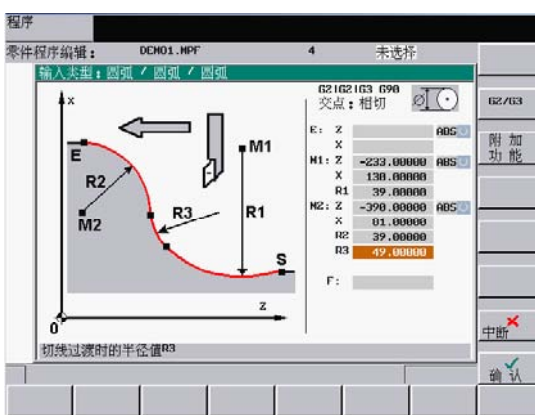 程序
零件程序编辑： DEMO1.MPF 4 未选择
输入类型：圆弧 / 圆弧 / 圆弧
G2|G2|G3 G90
交点：相切
G2/G3
附加功能
x
E
R2
M2
R3
M1
R1
S
0
z
E: Z ABS
X
M1: Z -233.00000 ABS
X 130.00000
R1 39.00000
M2: Z -390.00000 ABS
X 81.00000
R2 39.00000
R3 49.00000
F:
中断
切线过渡时的半径值R3
确认